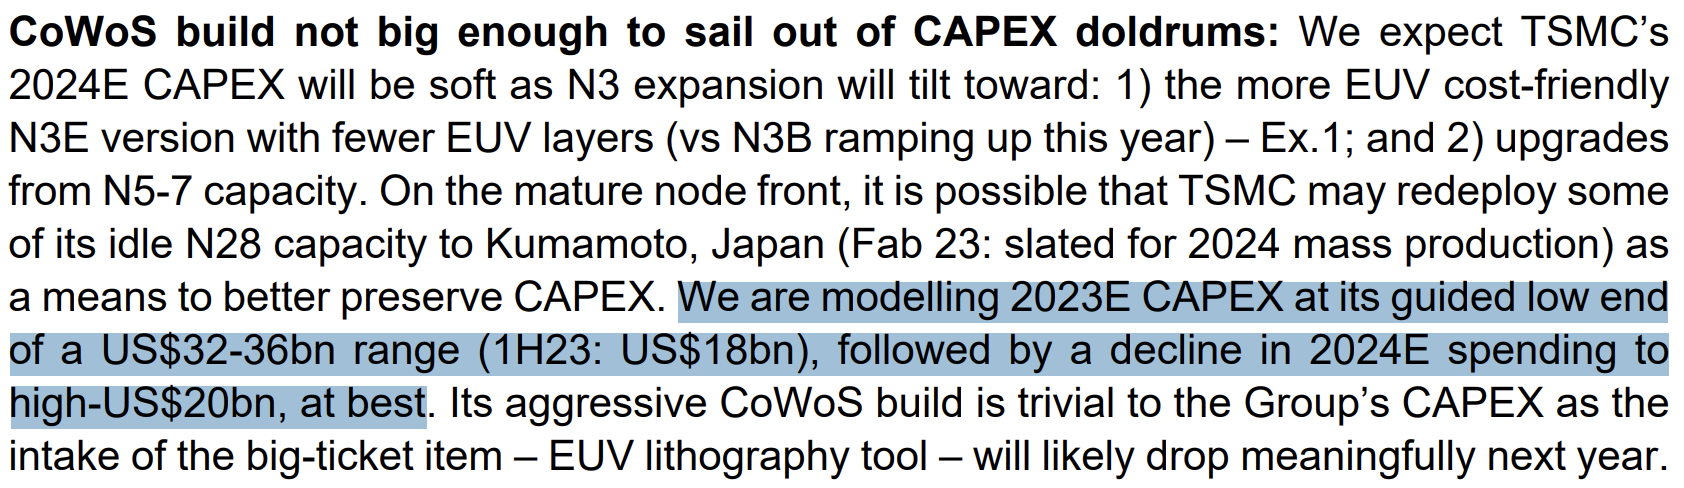 CoWoS build not big enough to sail out of CAPEX doldrums: We expect TSMC’s
2024E CAPEX will be soft as N3 expansion will tilt toward: 1) the more EUV cost-friendly
N3E version with fewer EUV layers (vs N3B ramping up this year) – Ex.1; and 2) upgrades
from N5-7 capacity. On the mature node front, it is possible that TSMC may redeploy some
of its idle N28 capacity to Kumamoto, Japan (Fab 23: slated for 2024 mass production) as
a means to better preserve CAPEX. We are modelling 2023E CAPEX at its guided low end
of a US$32-36bn range (1H23: US$18bn), followed by a decline in 2024E spending to
high-US$20bn, at best. Its aggressive CoWoS build is trivial to the Group’s CAPEX as the
intake of the big-ticket item – EUV lithography tool – will likely drop meaningfully next year.